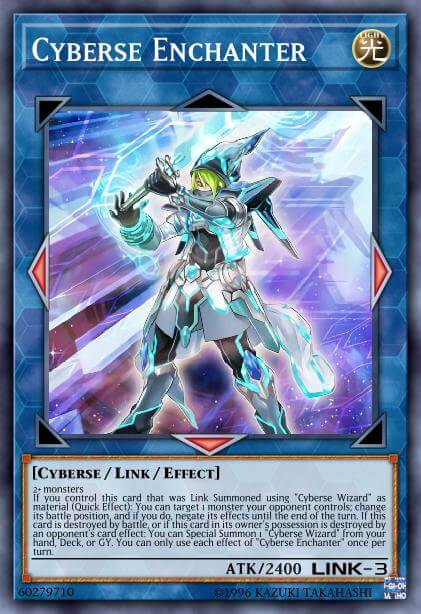 CYBERSE ENCHANTER
LIGHT
光
[CYBERSE / LINK / EFFECT]
2+ monsters
If you control this card that was Link Summoned using "Cyberse Wizard" as
material (Quick Effect): You can target 1 monster your opponent controls; change
its battle position, and if you do, negate its effects until the end of the turn. If this
card is destroyed by battle, or if this card in its owner's possession is destroyed by
an opponent's card effect: You can Special Summon 1 "Cyberse Wizard" from your
hand, Deck, or GY. You can only use each effect of "Cyberse Enchanter" once per
turn.
ATK/2400 LINK-3
60279710
©1996 KAZUKI TAKAHASHI